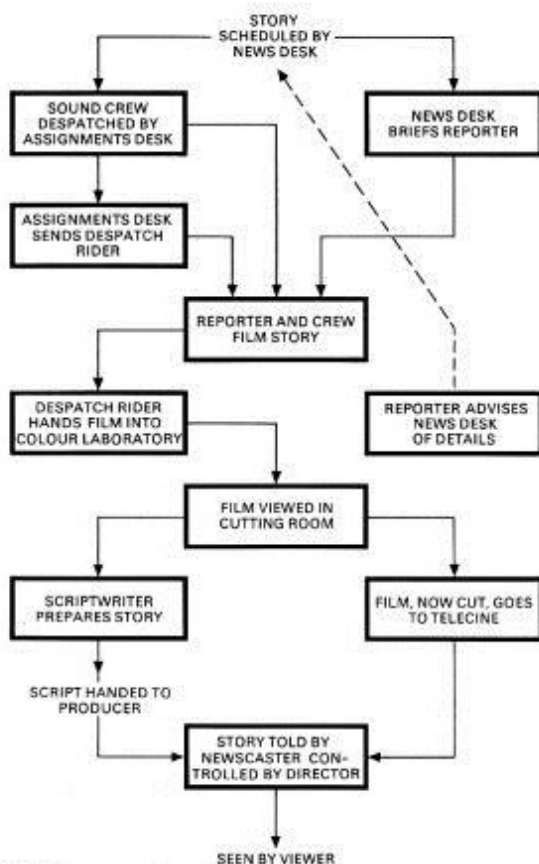 STORY
SCHEDULED BY
NEWS DESK
SOUND CREW
DESPATCHED BY
ASSIGNMENTS DESK
NEWS DESK
BRIEFS REPORTER
ASSIGNMENTS DESK
SENDS DESPATCH
RIDER
REPORTER AND CREW
FILM STORY
DESPATCH RIDER
HANDS FILM INTO
COLOUR LABORATORY
REPORTER ADVISES
NEWS DESK
OF DETAILS
FILM VIEWED IN
CUTTING ROOM
SCRIPTWRITER
PREPARES STORY
FILM, NOW CUT, GOES
TO TELECINE
SCRIPT HANDED TO
PRODUCER
STORY TOLD BY
NEWSCASTER CON-
TROLLED BY DIRECTOR
SEEN BY VIEWER